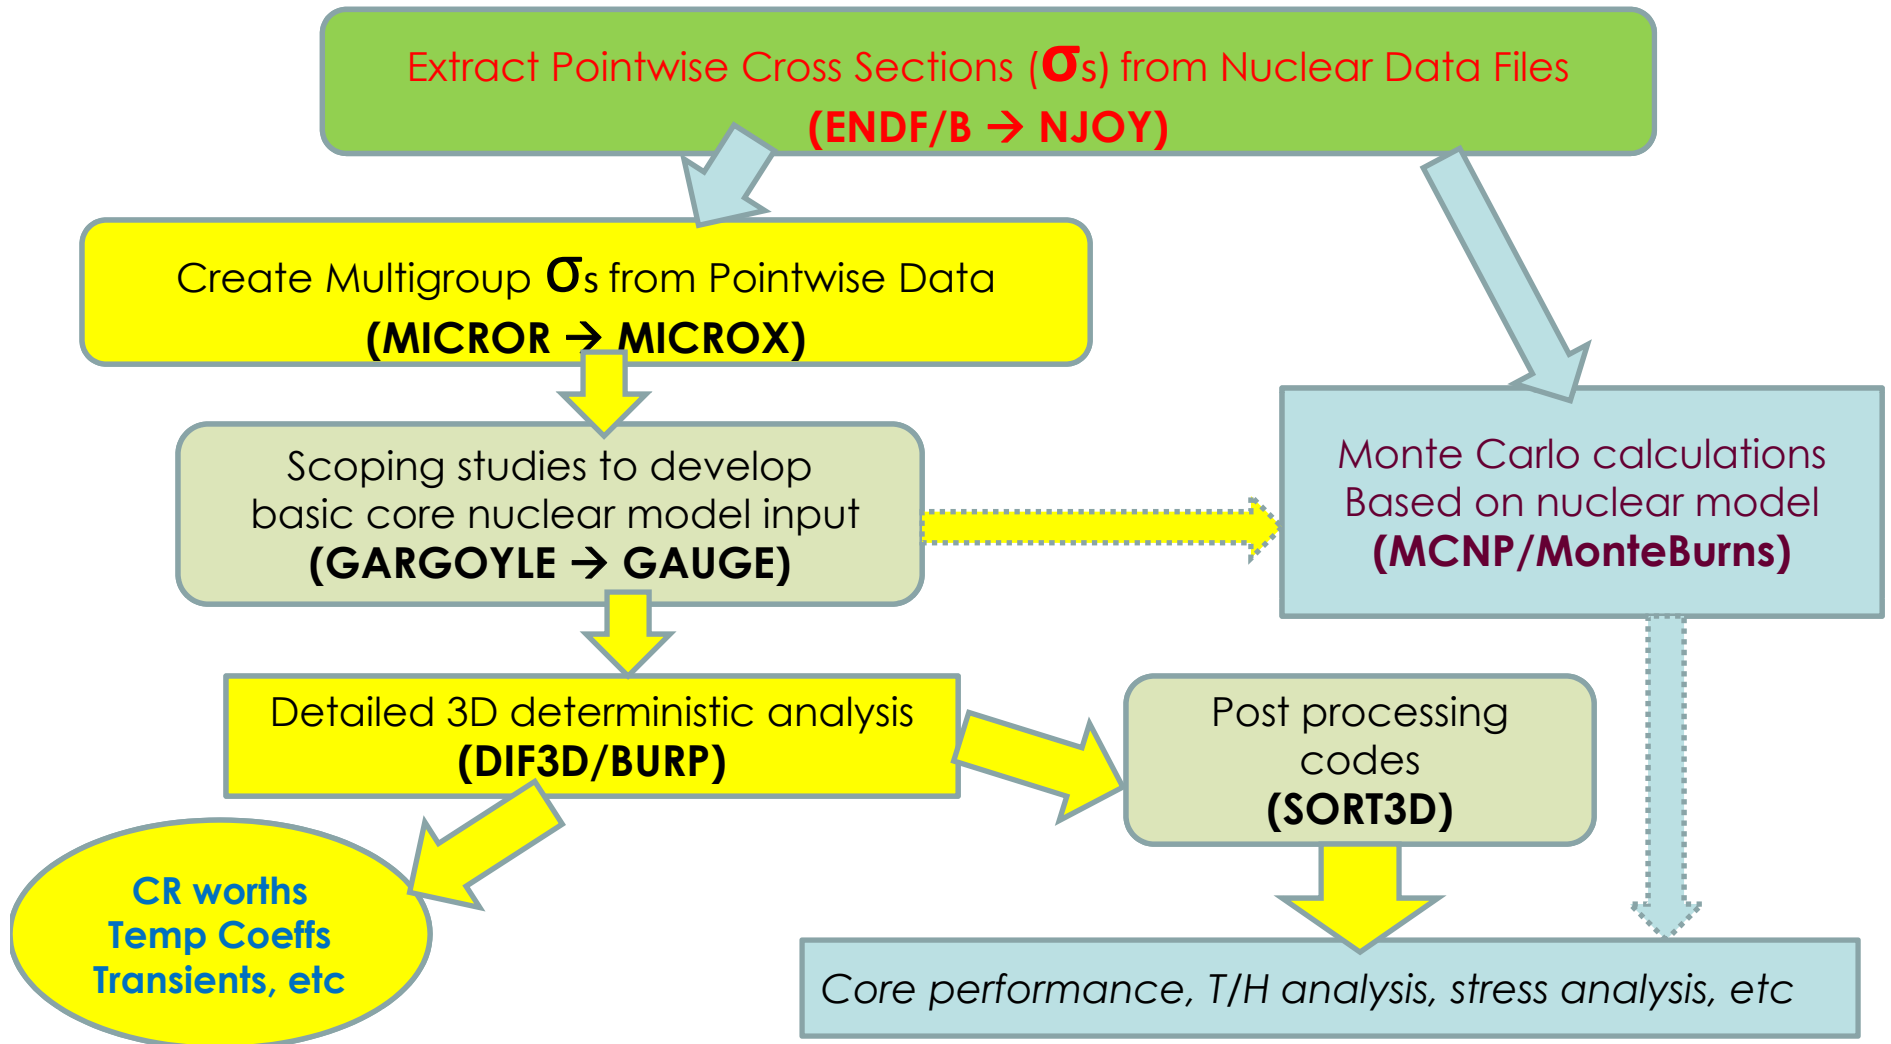 Extract Pointwise Cross Sections (σs) from Nuclear Data Files
(ENDF/B → NJOY)
Create Multigroup σs from Pointwise Data
(MICROR → MICROX)
Scoping studies to develop
basic core nuclear model input
(GARGOYLE → GAUGE)
Monte Carlo calculations
Based on nuclear model
(MCNP/MonteBurns)
Detailed 3D deterministic analysis
(DIF3D/BURP)
Post processing
codes
(SORT3D)
CR worths
Temp Coeffs
Transients, etc
Core performance, T/H analysis, stress analysis, etc